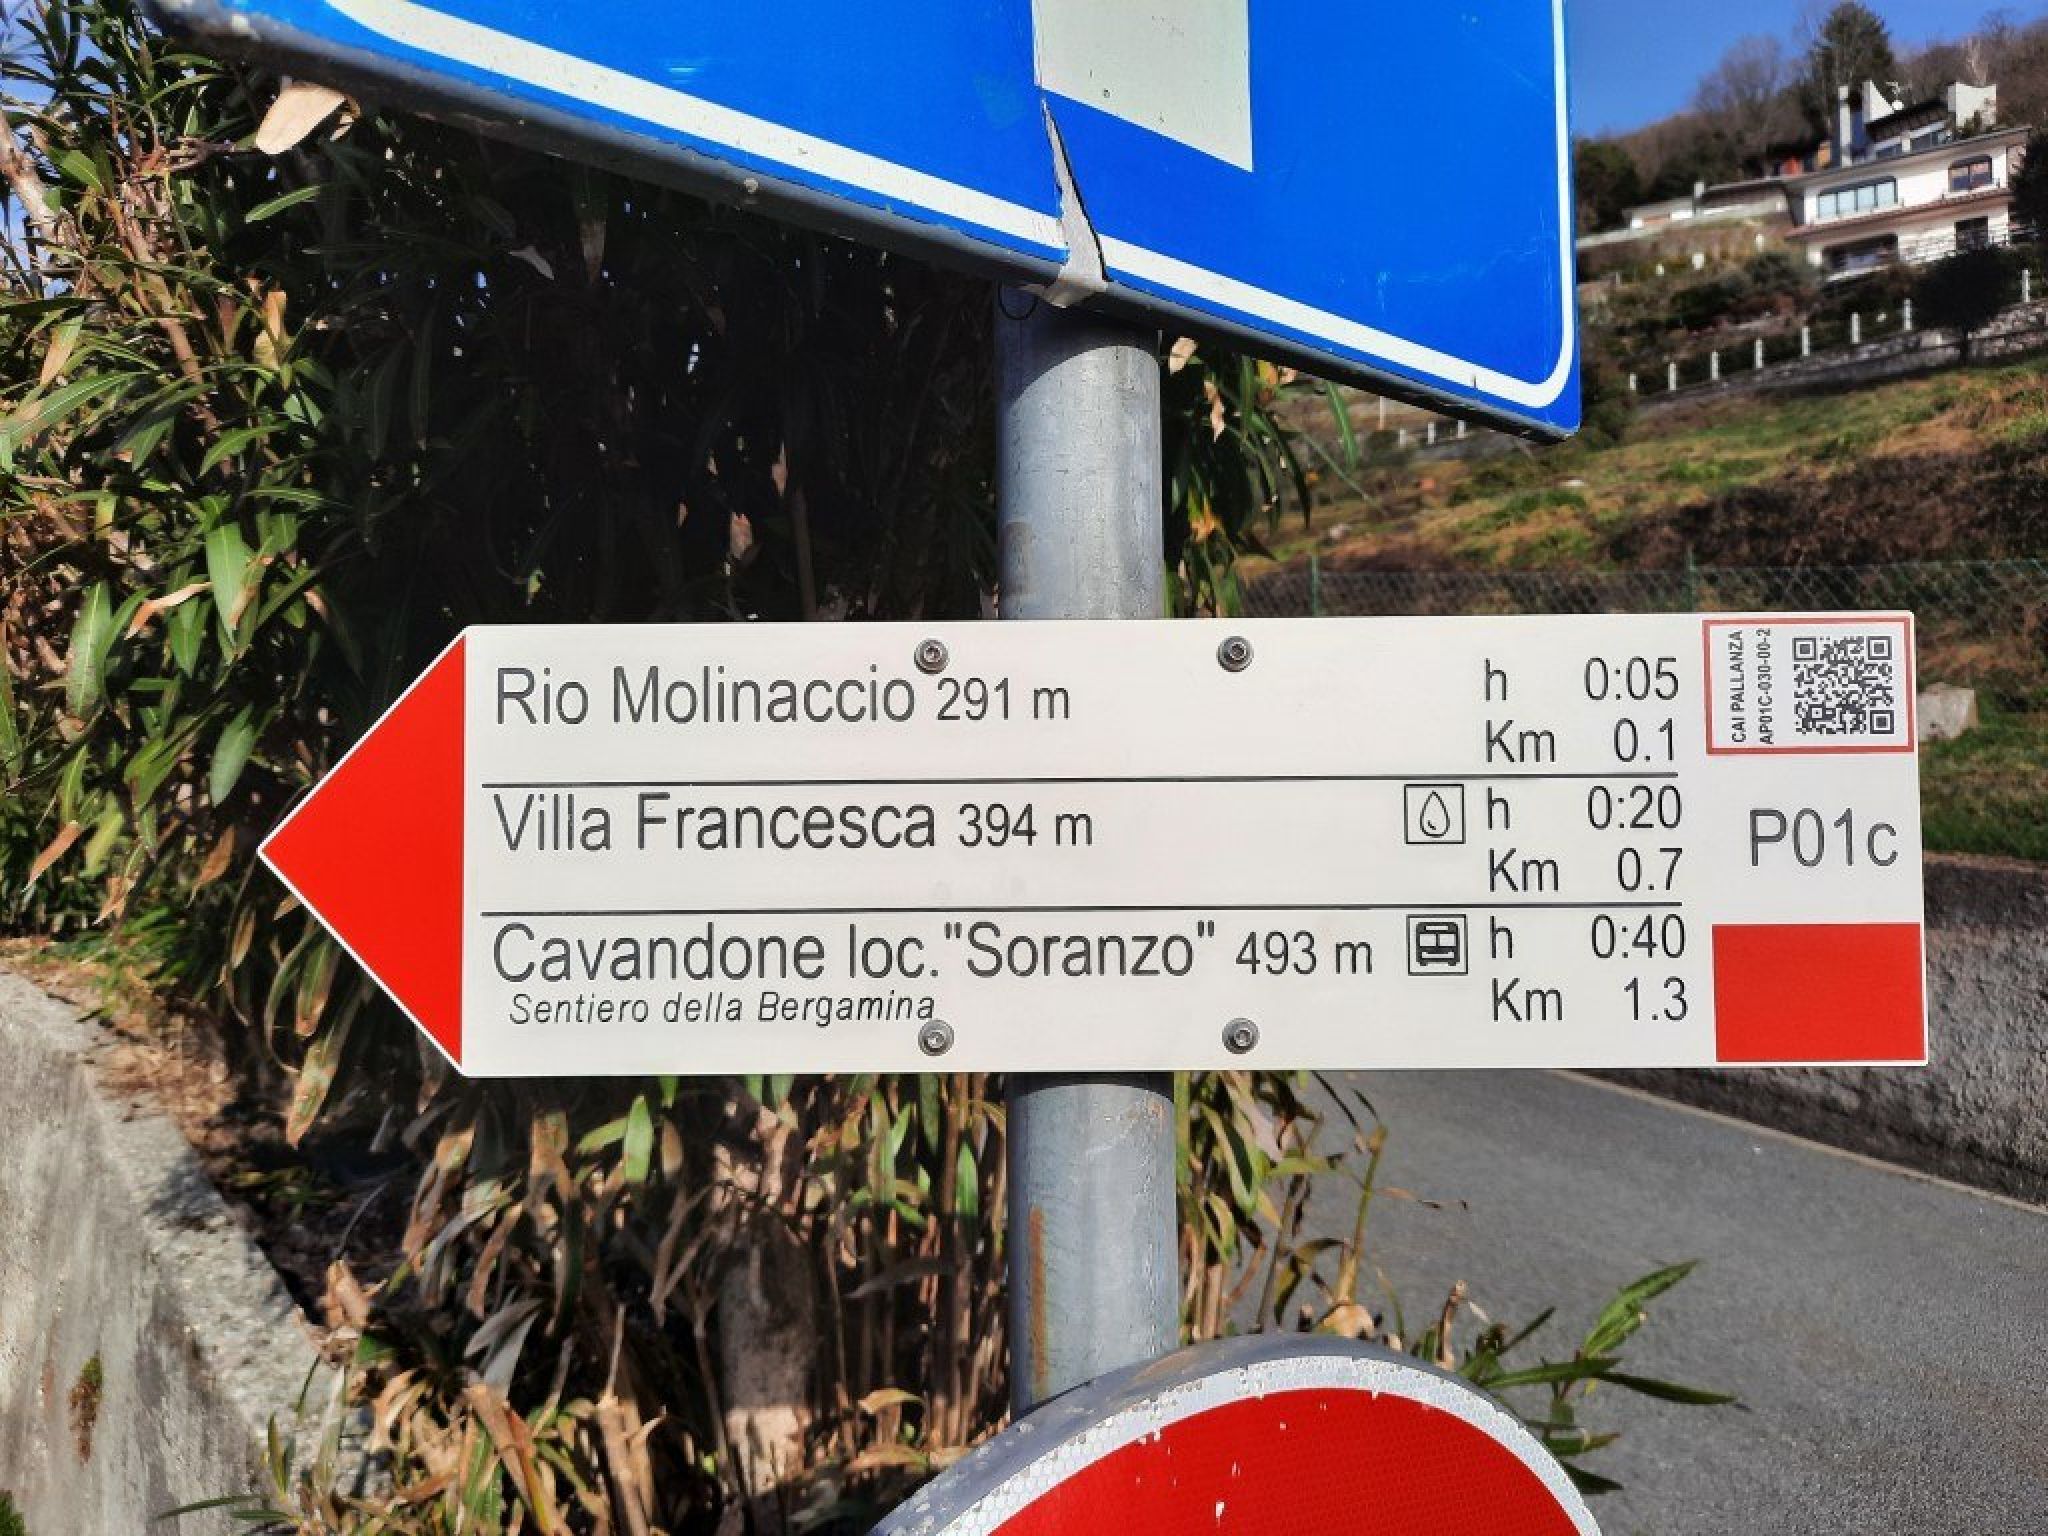 Rio Molinaccio 291 m h 0:05
Km 0.1
Villa Francesca 394 m h 0:20
Km 0.7
Cavandone loc."Soranzo" 493 m h 0:40
Sentiero della Bergamina Km 1.3
CAI PALLANZA
AP01C-030-00-2
P01c